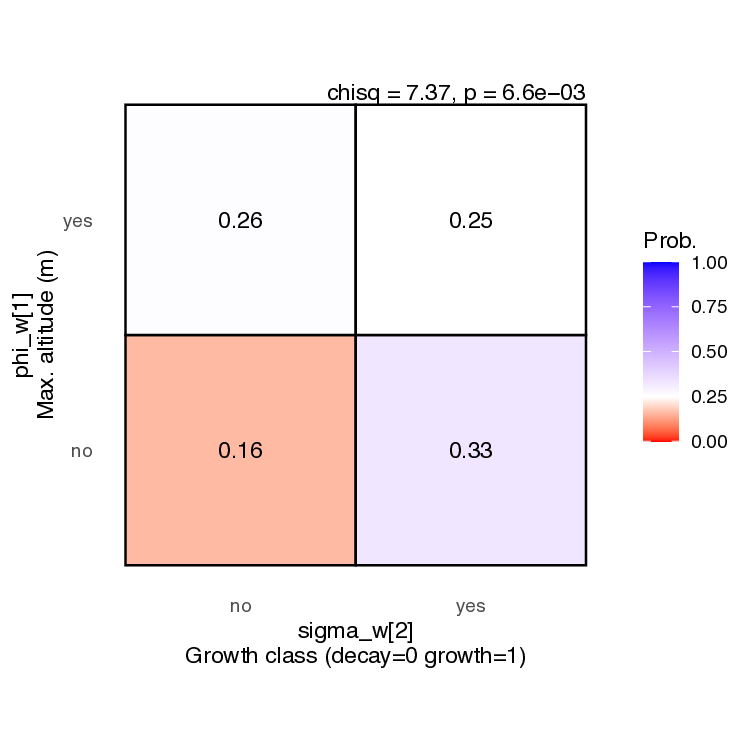 chisq = 7.37, p = 6.6e−03
yes
0.26
0.25
no
0.16
0.33
phi_w[1]
Max. altitude (m)
no
yes
sigma_w[2]
Growth class (decay=0 growth=1)
Prob.
1.00
0.75
0.50
0.25
0.00